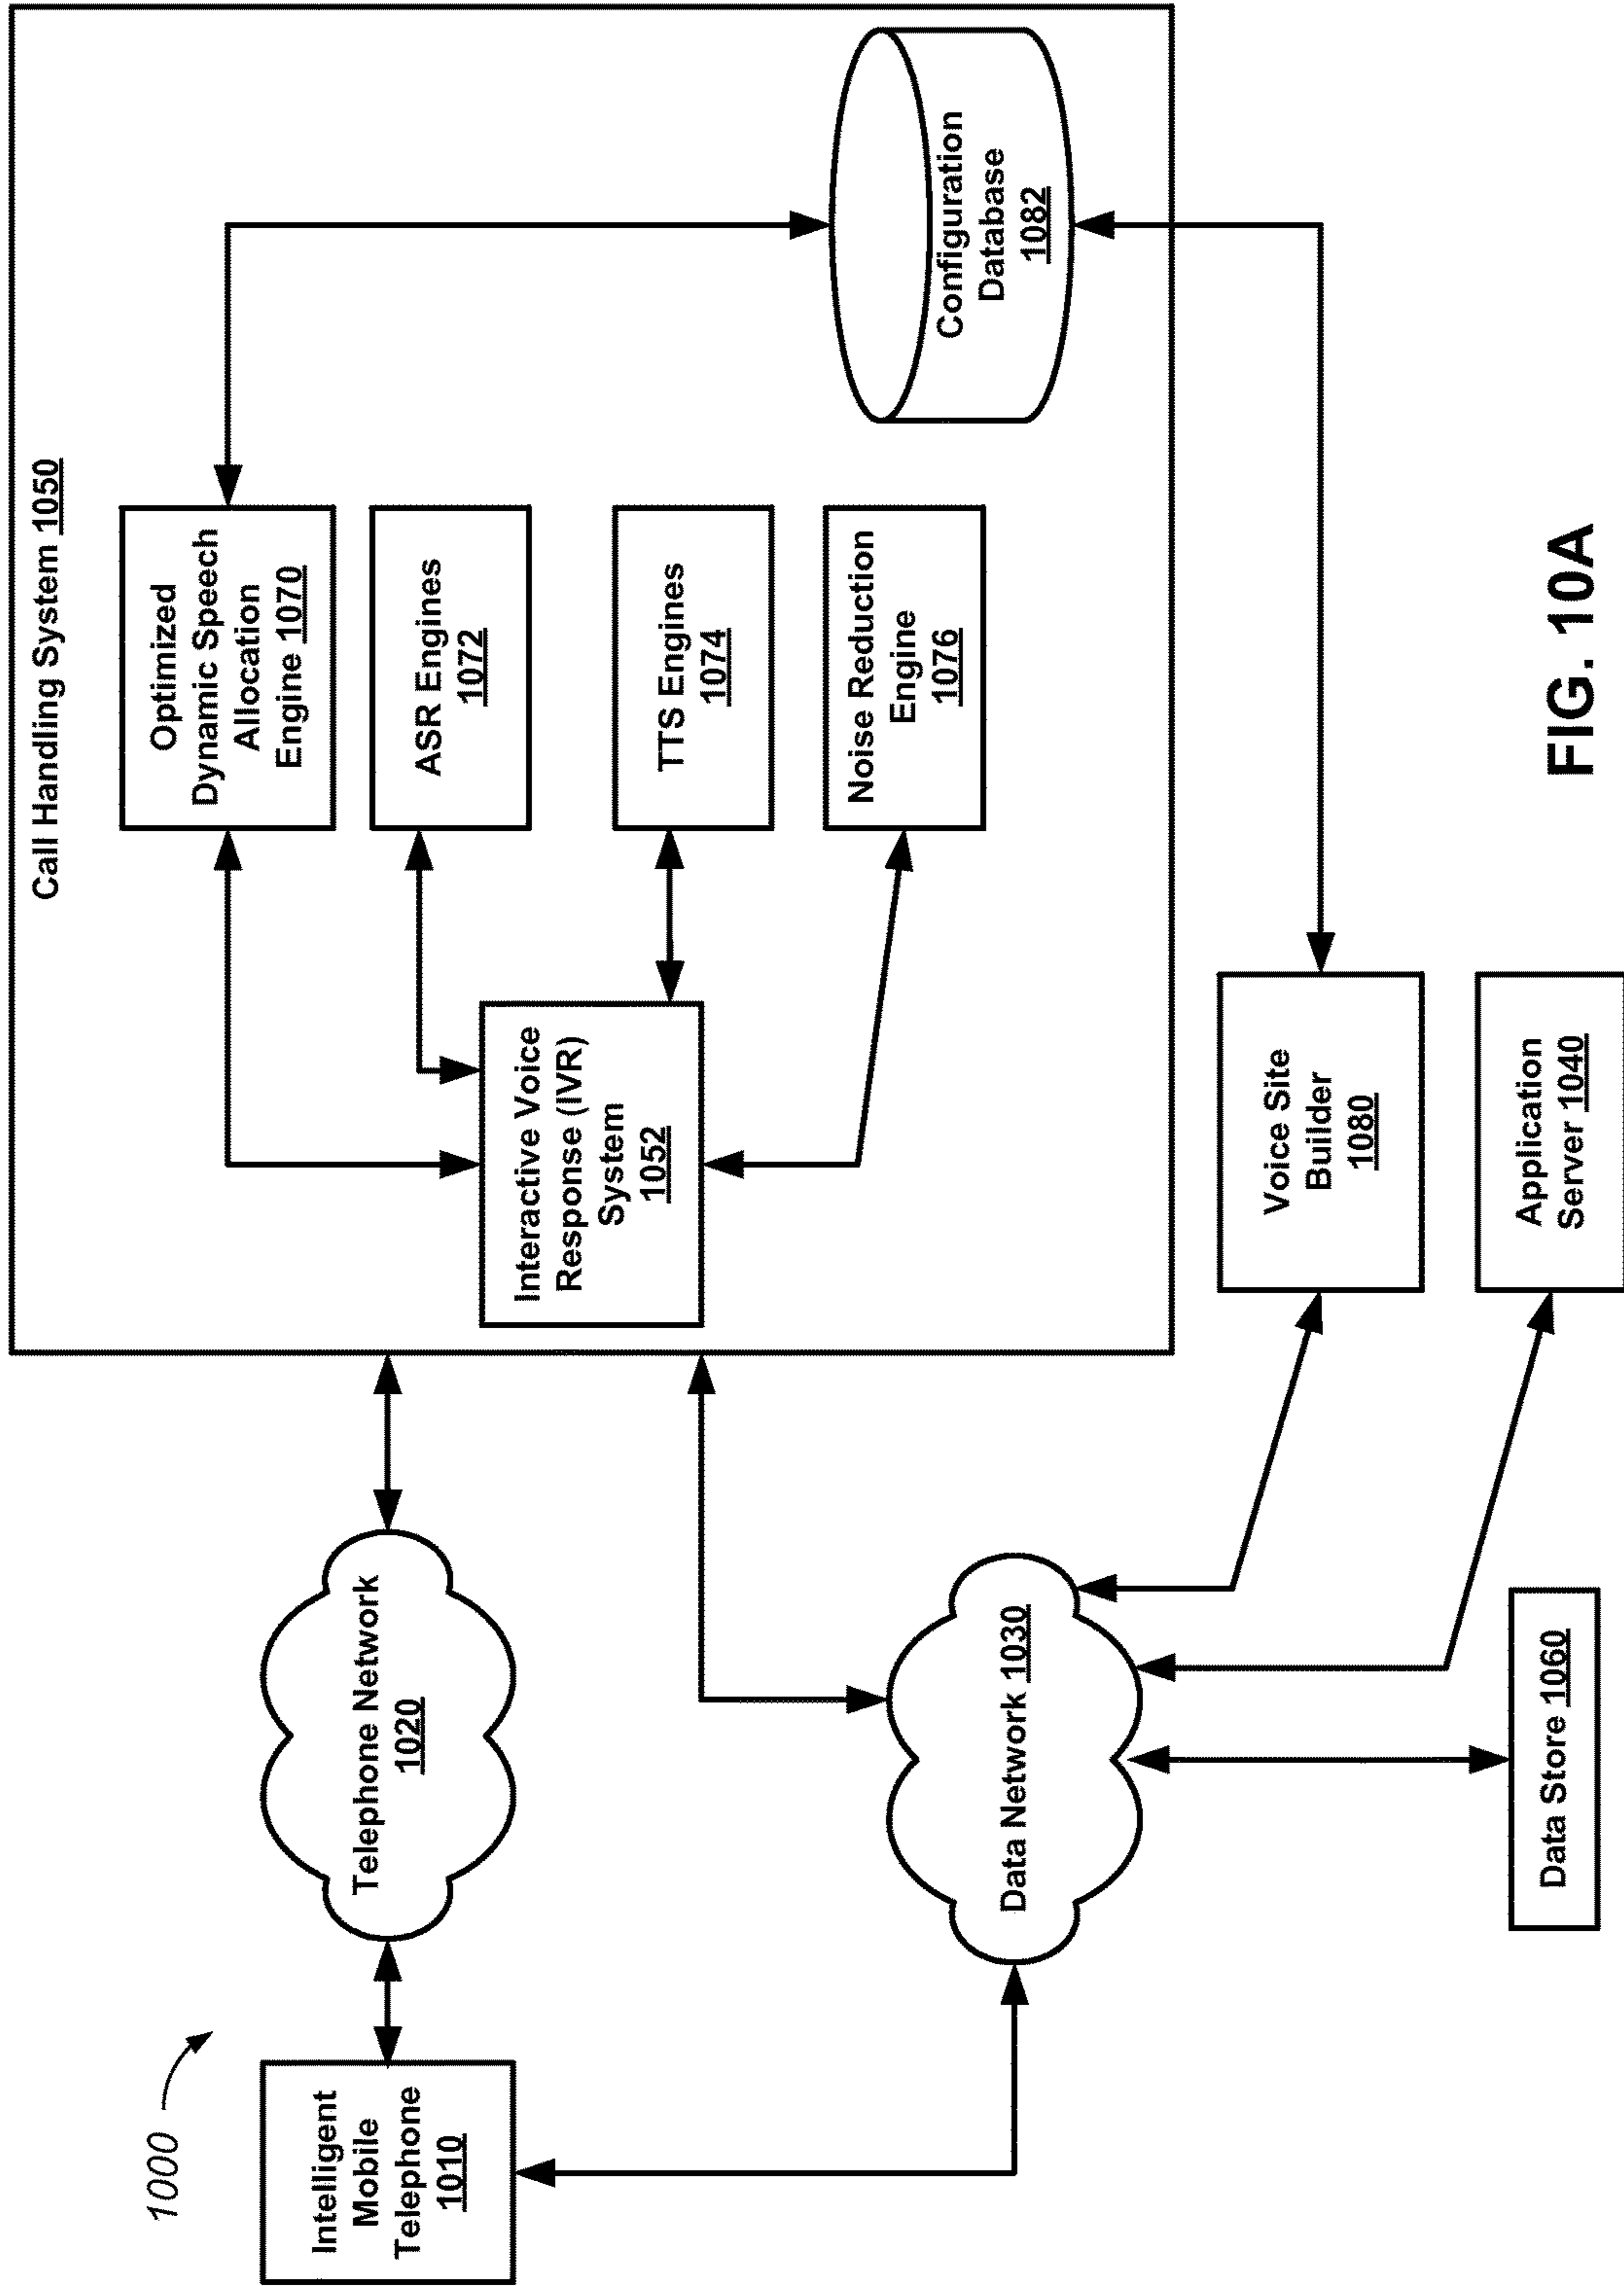 1000
Intelligent
Mobile
Telephone
1010
Telephone Network
1020
Call Handling System 1050
Optimized
Dynamic Speech
Allocation
Engine 1070
ASR Engines
1072
TTS Engines
1074
Noise Reduction
Engine
1076
Interactive Voice
Response (IVR)
System
1052
Configuration
Database
1082
Data Network 1030
Voice Site
Builder
1080
Application
Server 1040
Data Store 1060
FIG. 10A